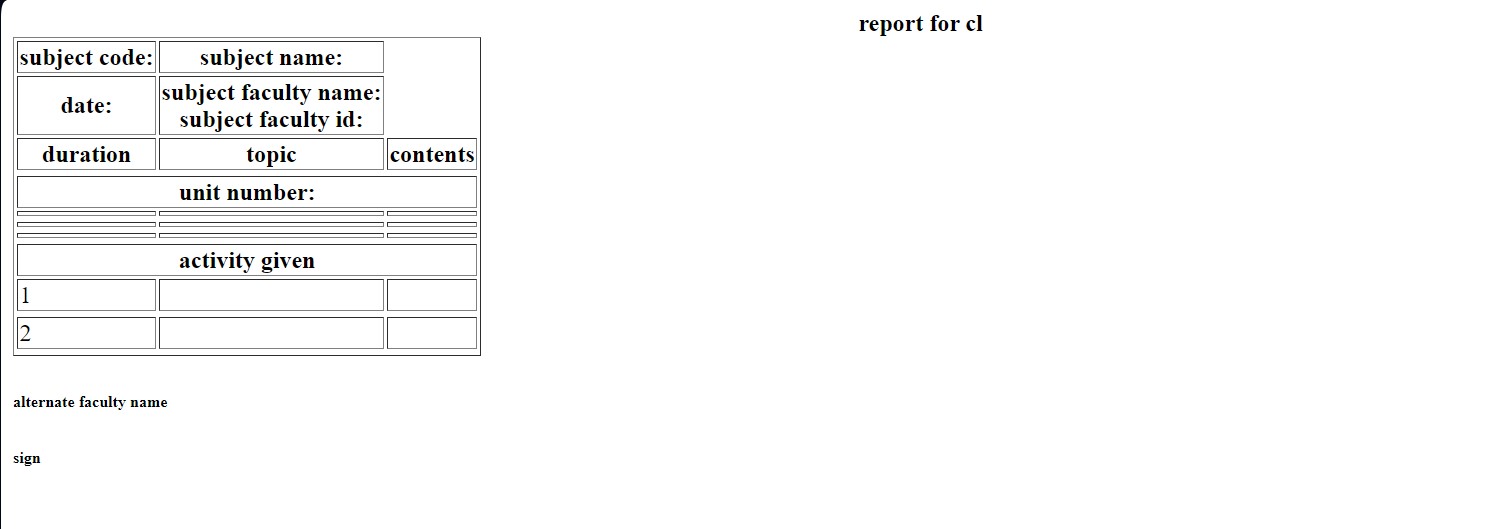 report for cl
subject code: subject name:
date: subject faculty name:
subject faculty id:
duration topic contents
unit number:
activity given
1
2
alternate faculty name
sign